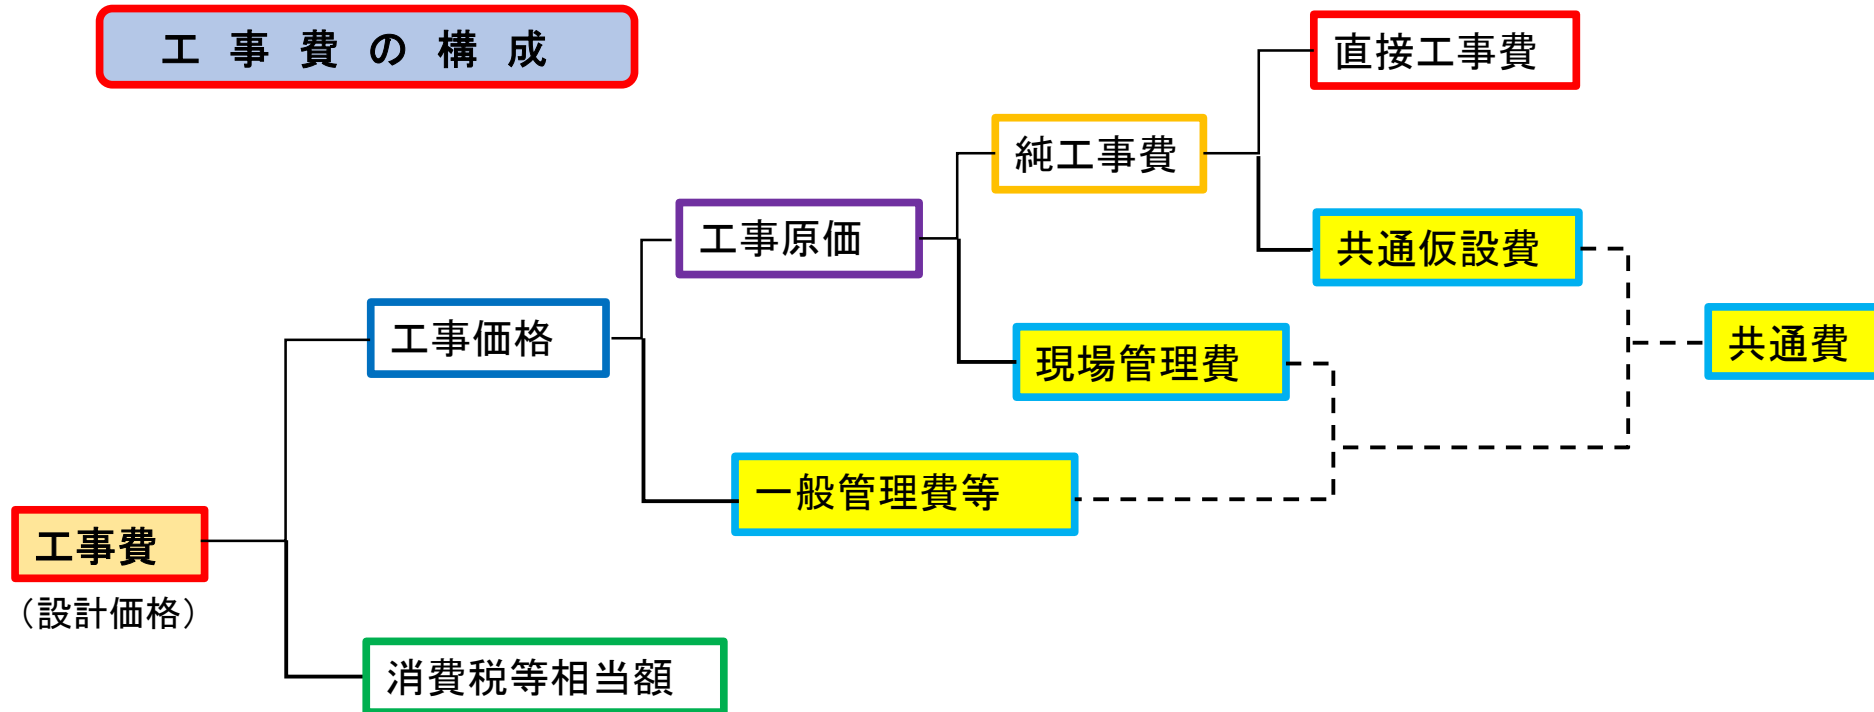 工事費の構成
直接工事費
純工事費
工事原価
共通仮設費
工事価格
共通費
現場管理費
一般管理費等
工事費
（設計価格）
消費税等相当額